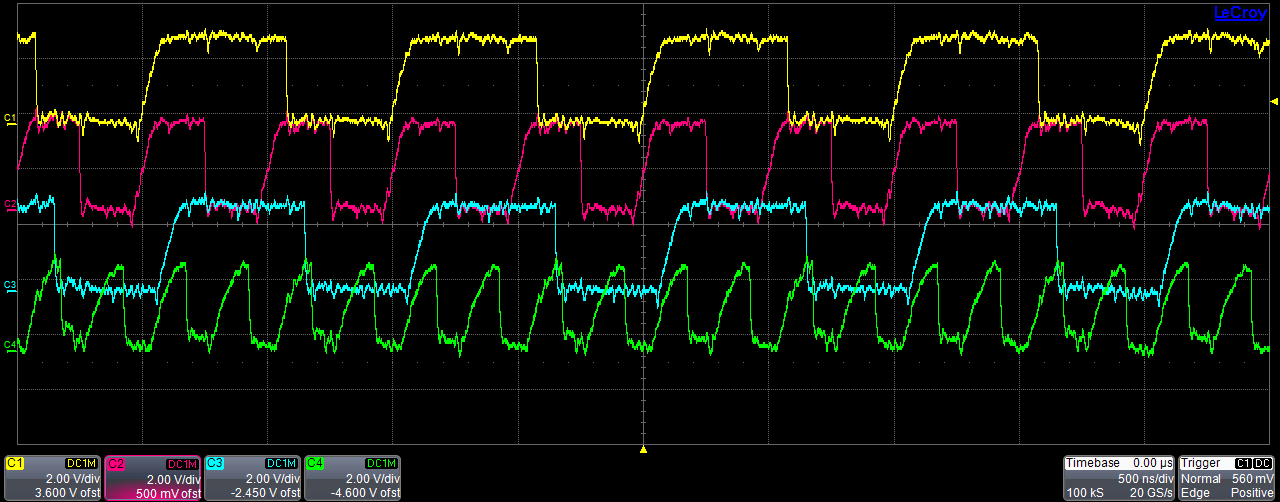 LeCroy
C1
C2
C3
C4
C1 DC1M
2.00 V/div
3.600 V ofst
C2 DC1M
2.00 V/div
500 mV ofst
C3 DC1M
2.00 V/div
-2.450 V ofst
C4 DC1M
2.00 V/div
-4.600 V ofst
Timebase 0.00 µs
500 ns/div
100 kS 20 GS/s
Trigger C1 DC
Normal 560 mV
Edge Positive